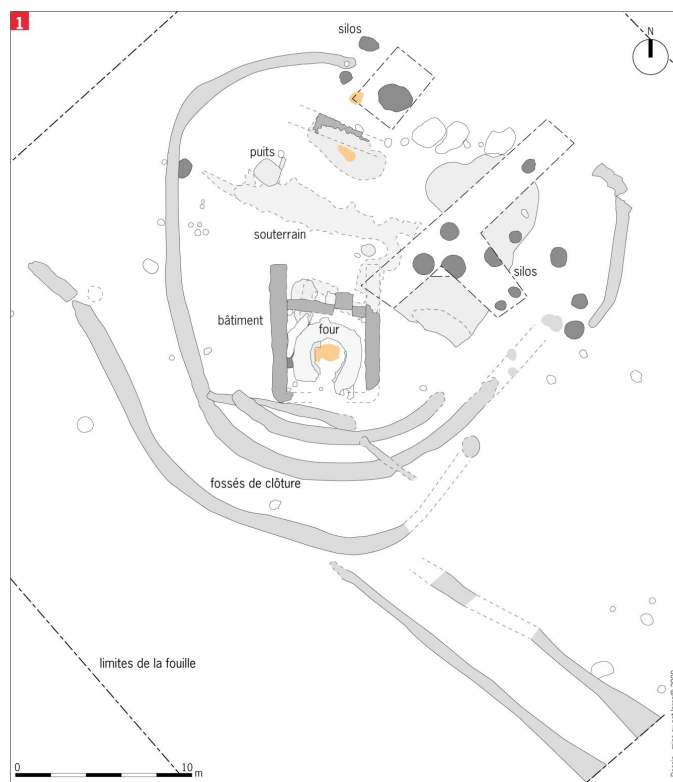 1
silos
N
puits
souterrain
silos
bâtiment
four
fossés de clôture
limites de la fouille
0
10
m